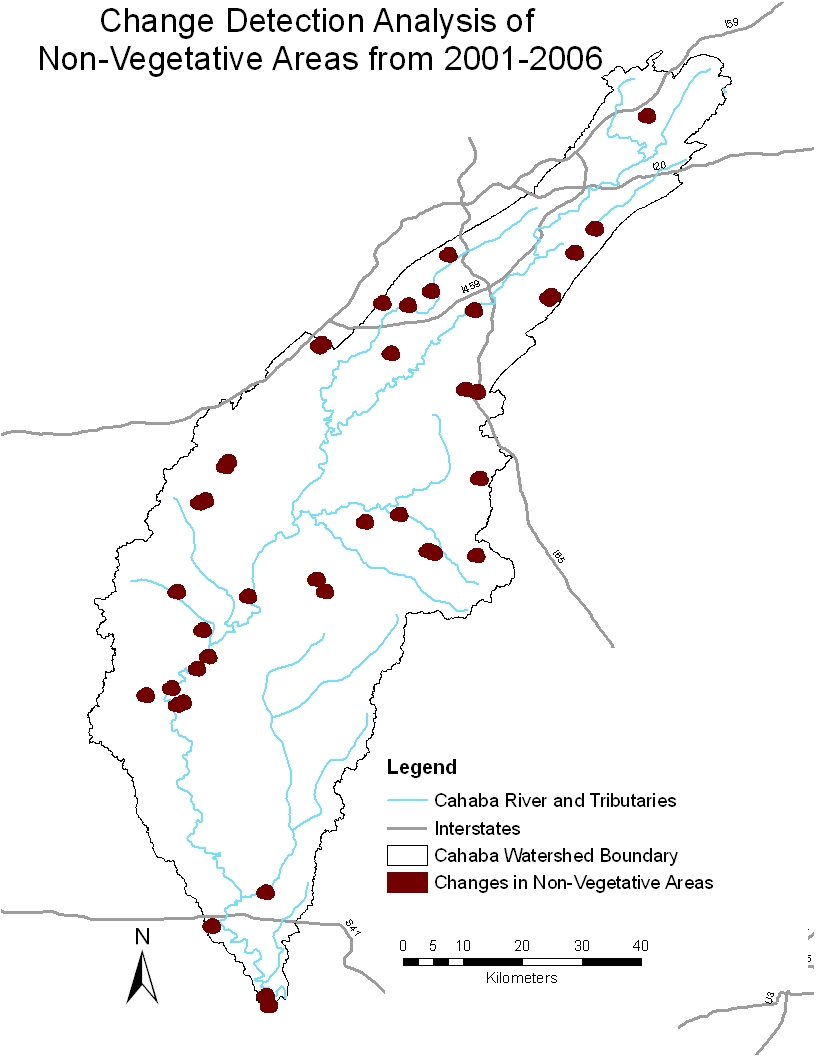 Change Detection Analysis of
Non-Vegetative Areas from 2001-2006
I59
I20
I459
I65
Legend
Cahaba River and Tributaries
Interstates
Cahaba Watershed Boundary
Changes in Non-Vegetative Areas
S41
N
0 5 10 20 30 40
Kilometers